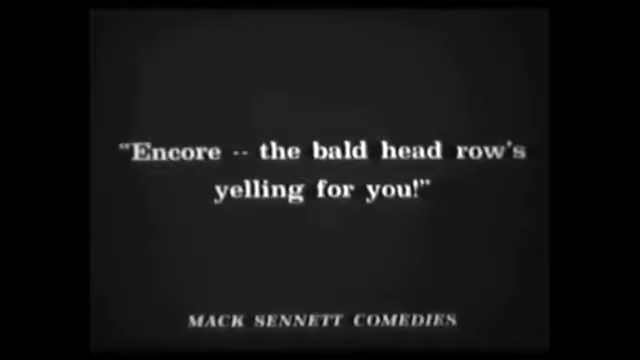 "Encore -- the bald head row's
yelling for you!"
MACK SENNETT COMEDIES